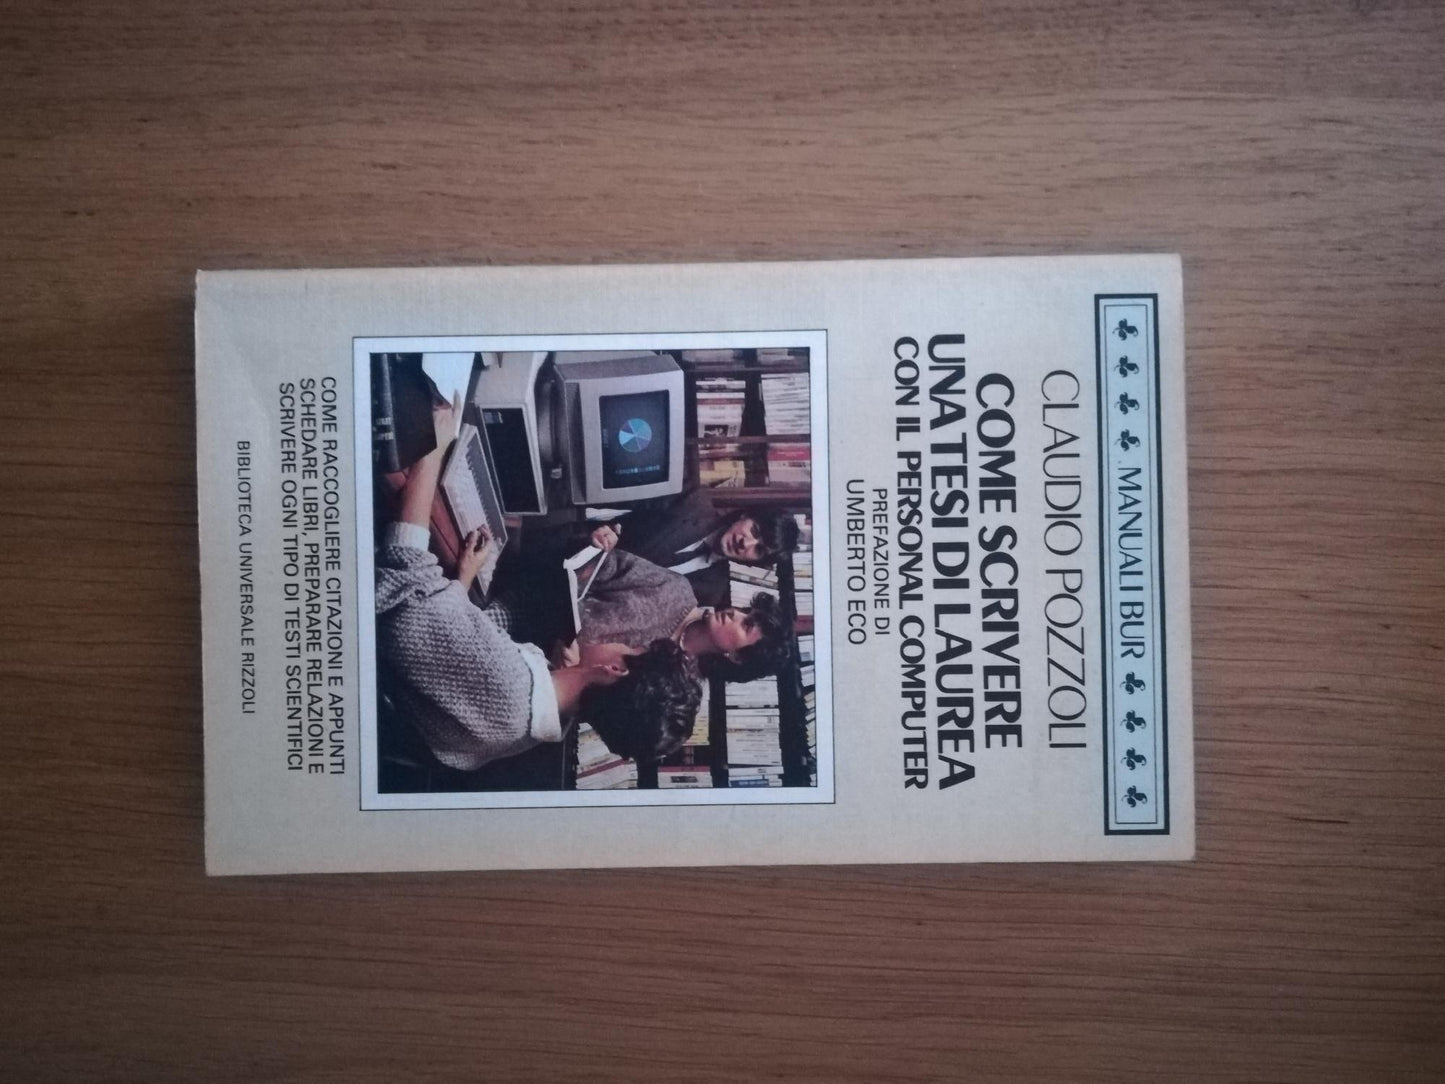 MANUALI BUR
CLAUDIO POZZOLI
COME SCRIVERE
UNA TESI DI LAUREA
CON IL PERSONAL COMPUTER
PREFAZIONE DI
UMBERTO ECO
COME RACCOGLIERE CITAZIONI E APPUNTI
SCHEDARE LIBRI, PREPARARE RELAZIONI E
SCRIVERE OGNI TIPO DI TESTI SCIENTIFICI
BIBLIOTECA UNIVERSALE RIZZOLI